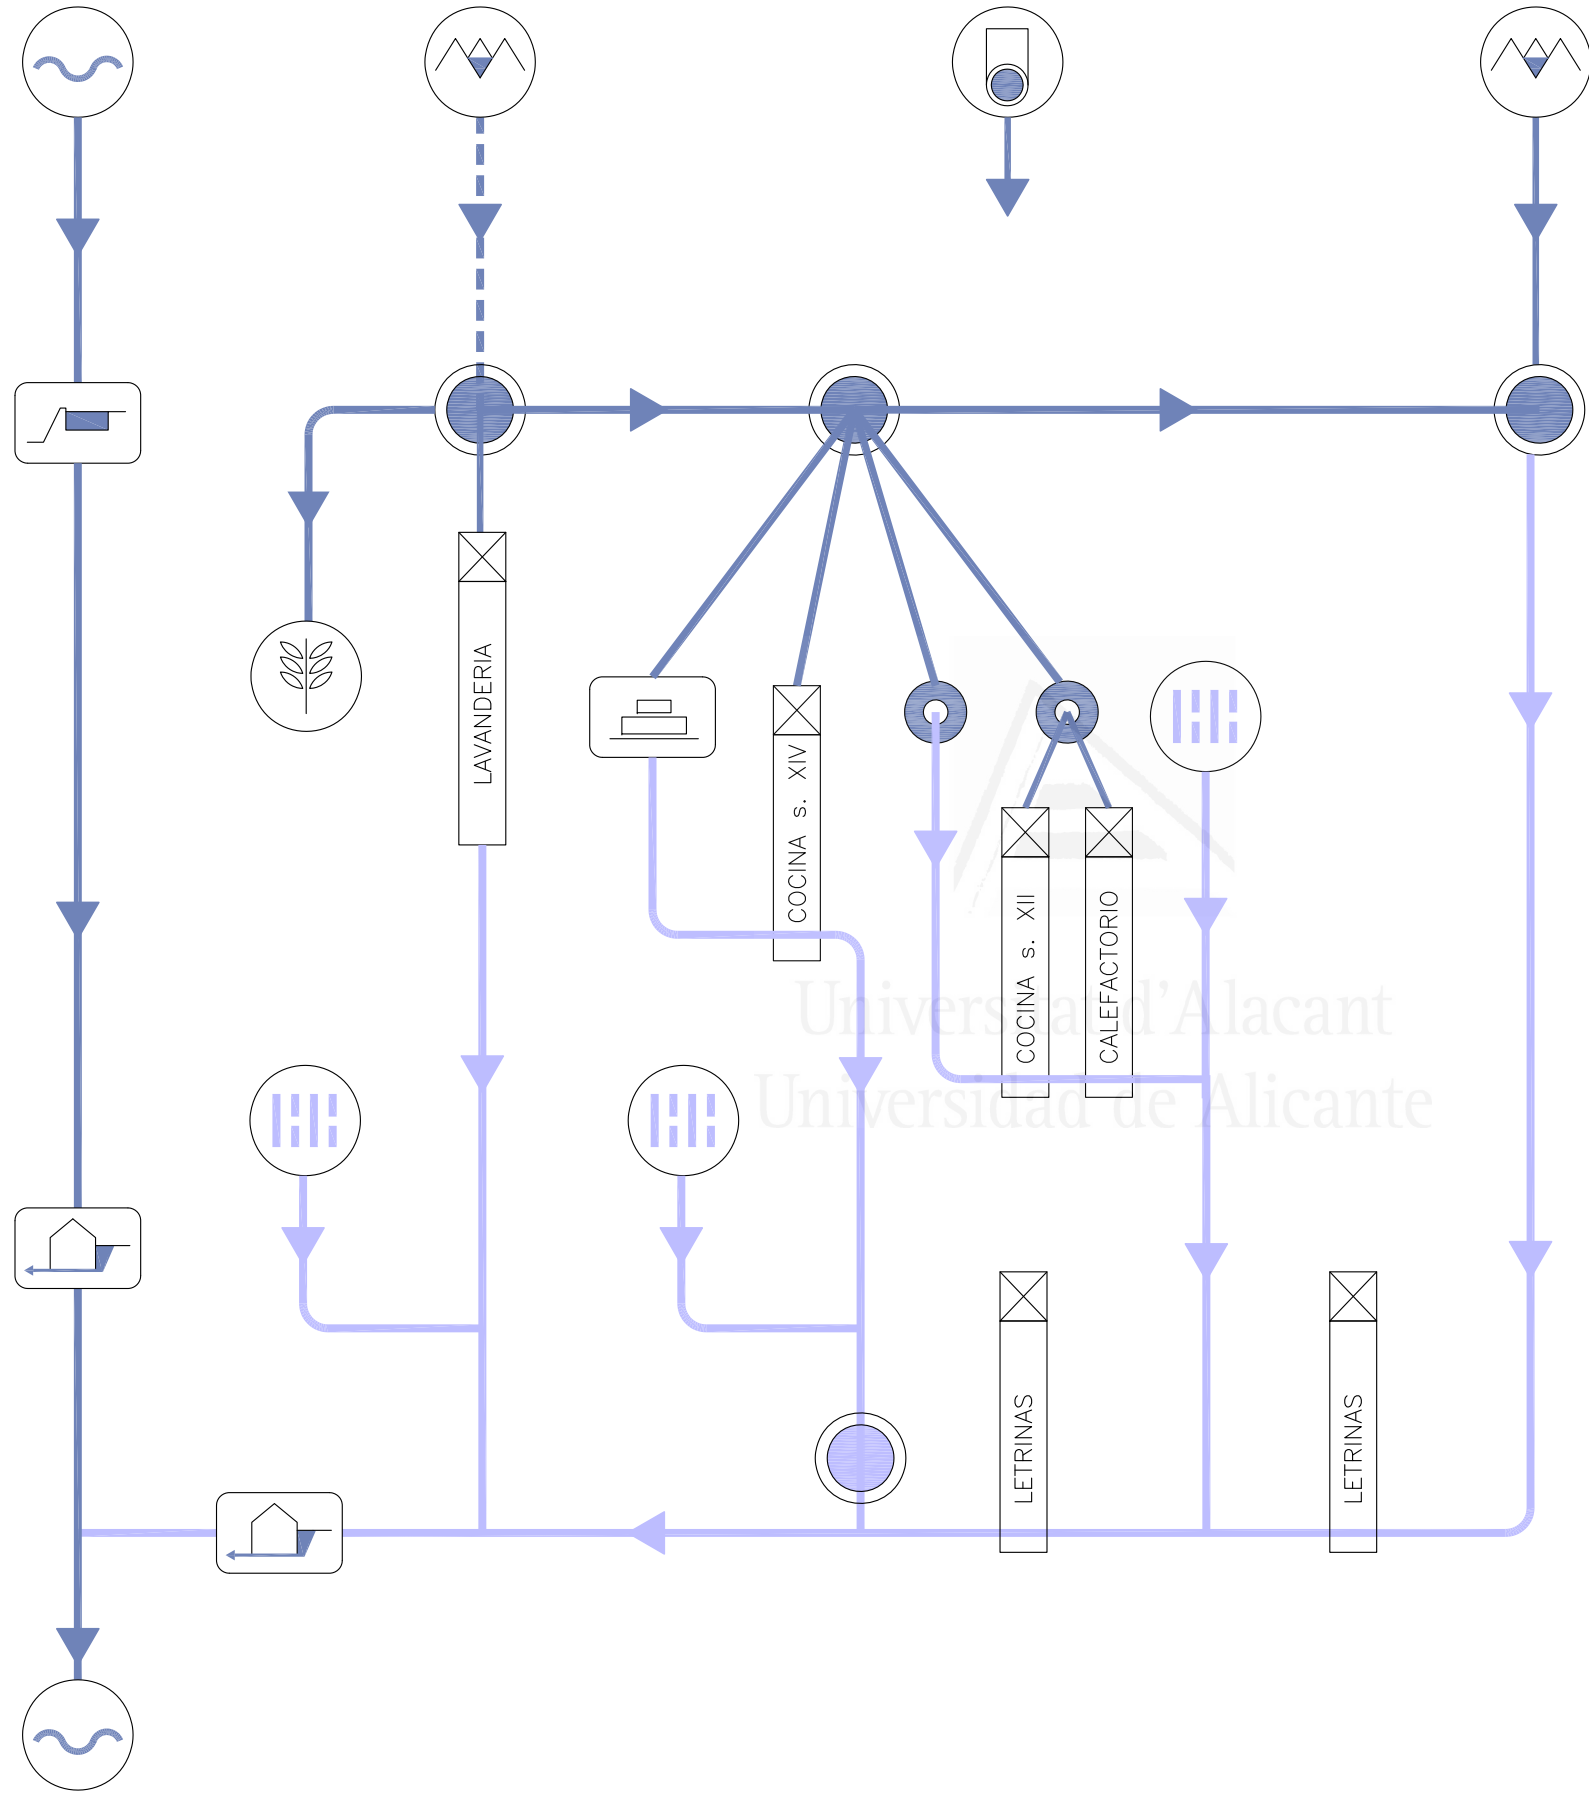 LAVANDERIA
COCINA s. XIV
COCINA s. XII
CALEFACTORIO
Universitat d'Alacant
Universidad de Alicante
LETRINAS
LETRINAS